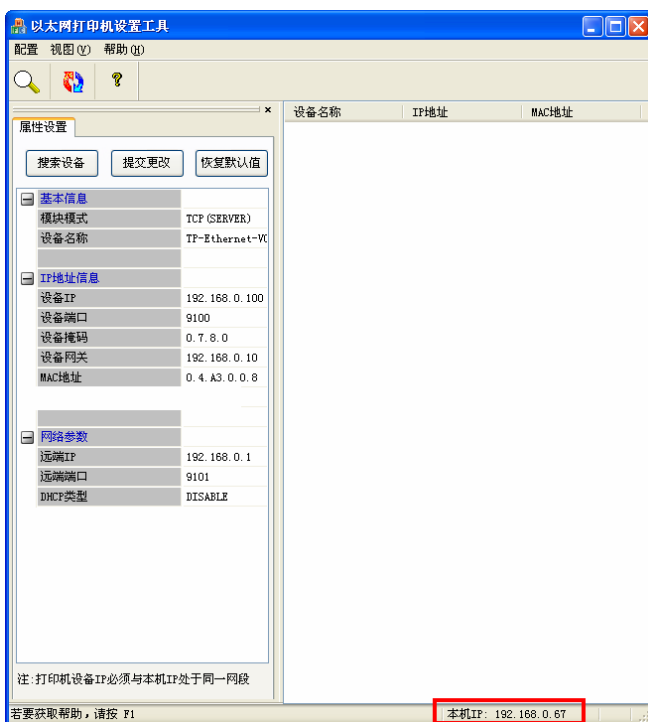 以太网打印机设置工具
配置 视图(V) 帮助(H)
设备名称 IP地址 MAC地址
属性设置
搜索设备 提交更改 恢复默认值
基本信息
模块模式 TCP(SERVER)
设备名称 TP-Ethernet-V(
IP地址信息
设备IP 192.168.0.100
设备端口 9100
设备掩码 0.7.8.0
设备网关 192.168.0.10
MAC地址 0.4.A3.0.0.8
网络参数
远端IP 192.168.0.1
远端端口 9101
DHCP类型 DISABLE
注:打印机设备IP必须与本机IP处于同一网段
若要获取帮助，请按 F1 本机IP: 192.168.0.67